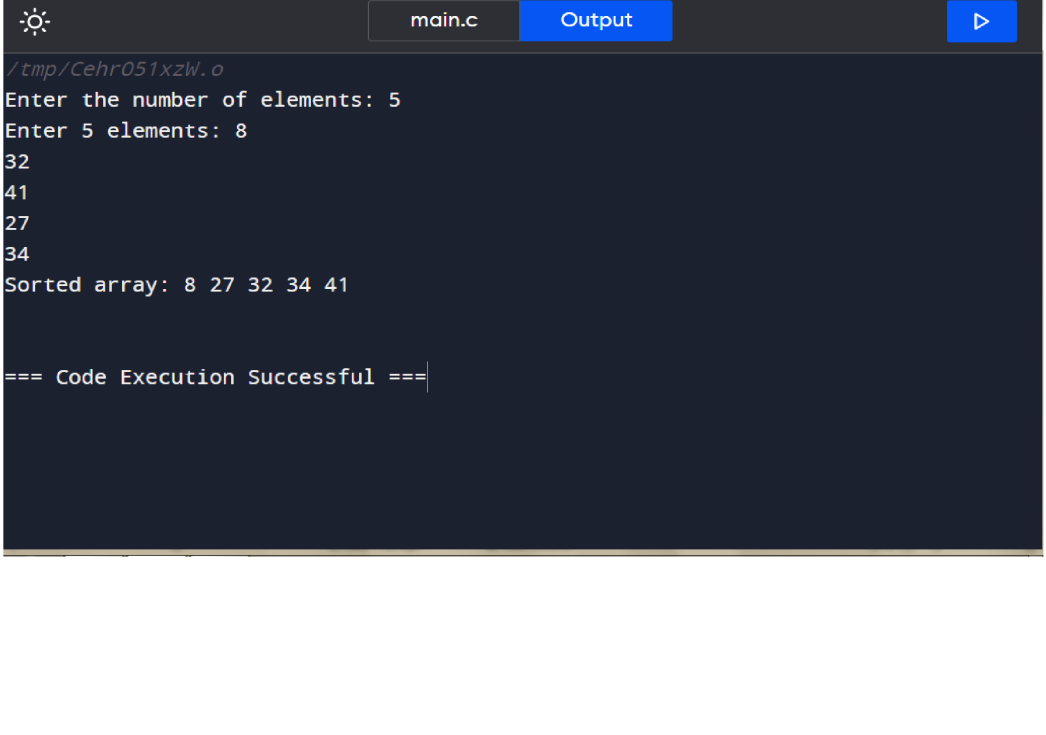 main.c Output
/tmp/CehrO51xzW.o
Enter the number of elements: 5
Enter 5 elements: 8
32
41
27
34
Sorted array: 8 27 32 34 41
=== Code Execution Successful ===